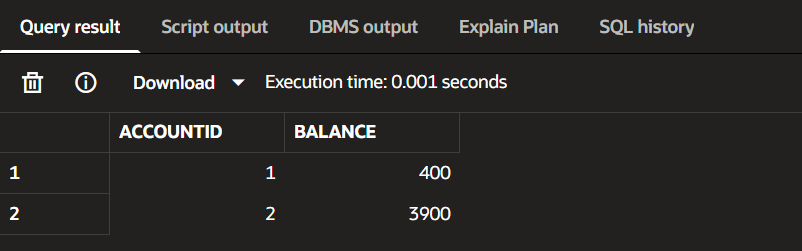 Query result Script output DBMS output Explain Plan SQL history
Download Execution time: 0.001 seconds
ACCOUNTID BALANCE
1 1 400
2 2 3900